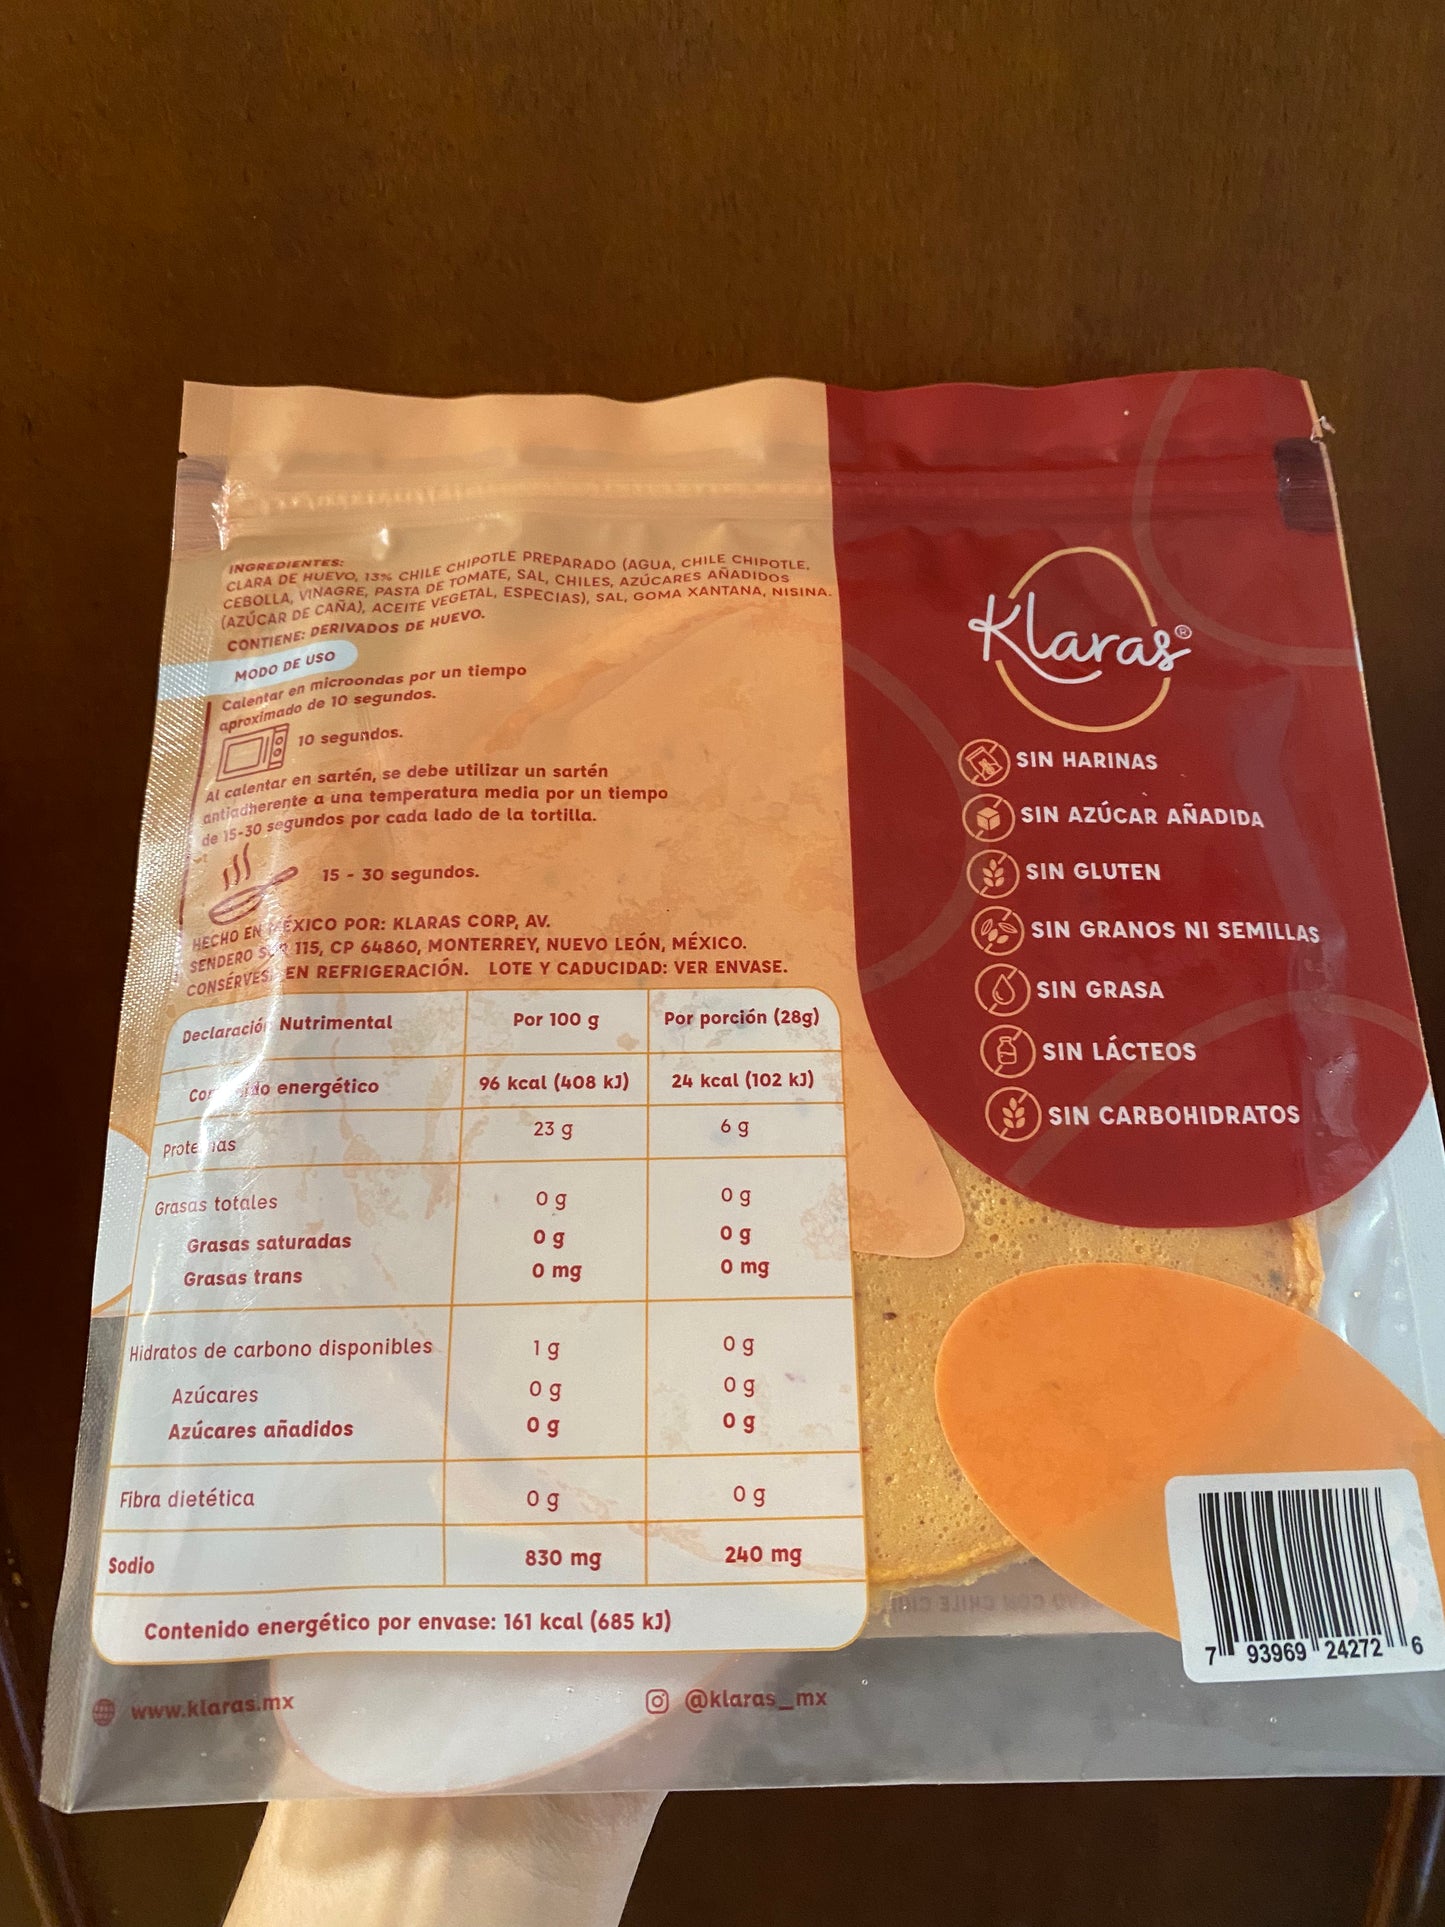 INGREDIENTES:
CLARA DE HUEVO, 13% CHILE CHIPOTLE PREPARADO (AGUA, CHILE CHIPOTLE,
CEBOLLA, VINAGRE, PASTA DE TOMATE, SAL, CHILES, AZÚCARES AÑADIDOS
(AZÚCAR DE CAÑA), ACEITE VEGETAL, ESPECIAS), SAL, GOMA XANTANA, NISINA.
CONTIENE: DERIVADOS DE HUEVO.
MODO DE USO
Calentar en microondas por un tiempo
aproximado de 10 segundos.
10 segundos.
Al calentar en sartén, se debe utilizar un sartén
antiadherente a una temperatura media por un tiempo
de 15-30 segundos por cada lado de la tortilla.
15 - 30 segundos.
HECHO EN MÉXICO POR: KLARAS CORP, AV.
SENDERO SUR 115, CP 64860, MONTERREY, NUEVO LEÓN, MÉXICO.
CONSÉRVESE EN REFRIGERACIÓN. LOTE Y CADUCIDAD: VER ENVASE.
Declaración Nutrimental Por 100 g Por porción (28g)
Contenido energético 96 kcal (408 kJ) 24 kcal (102 kJ)
Proteínas 23 g 6 g
Grasas totales 0 g 0 g
Grasas saturadas 0 g 0 g
Grasas trans 0 mg 0 mg
Hidratos de carbono disponibles 1 g 0 g
Azúcares 0 g 0 g
Azúcares añadidos 0 g 0 g
Fibra dietética 0 g 0 g
Sodio 830 mg 240 mg
Contenido energético por envase: 161 kcal (685 kJ)
www.klaras.mx @klaras_mx
Klaras®
SIN HARINAS
SIN AZÚCAR AÑADIDA
SIN GLUTEN
SIN GRANOS NI SEMILLAS
SIN GRASA
SIN LÁCTEOS
SIN CARBOHIDRATOS
7 93969 24272 6